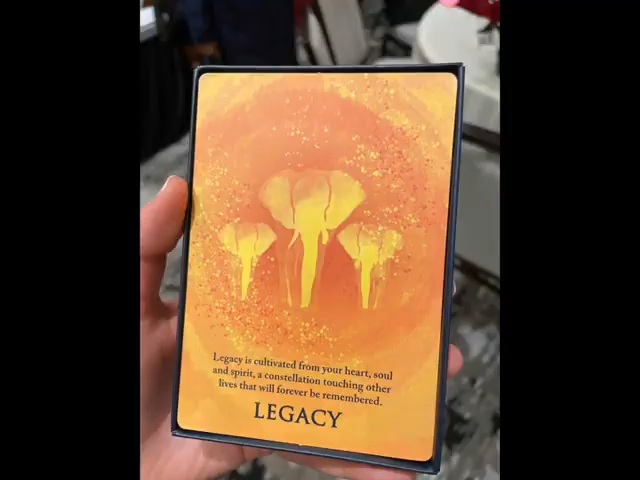 Legacy is cultivated from your heart, soul
and spirit, a constellation touching other
lives that will forever be remembered.
LEGACY